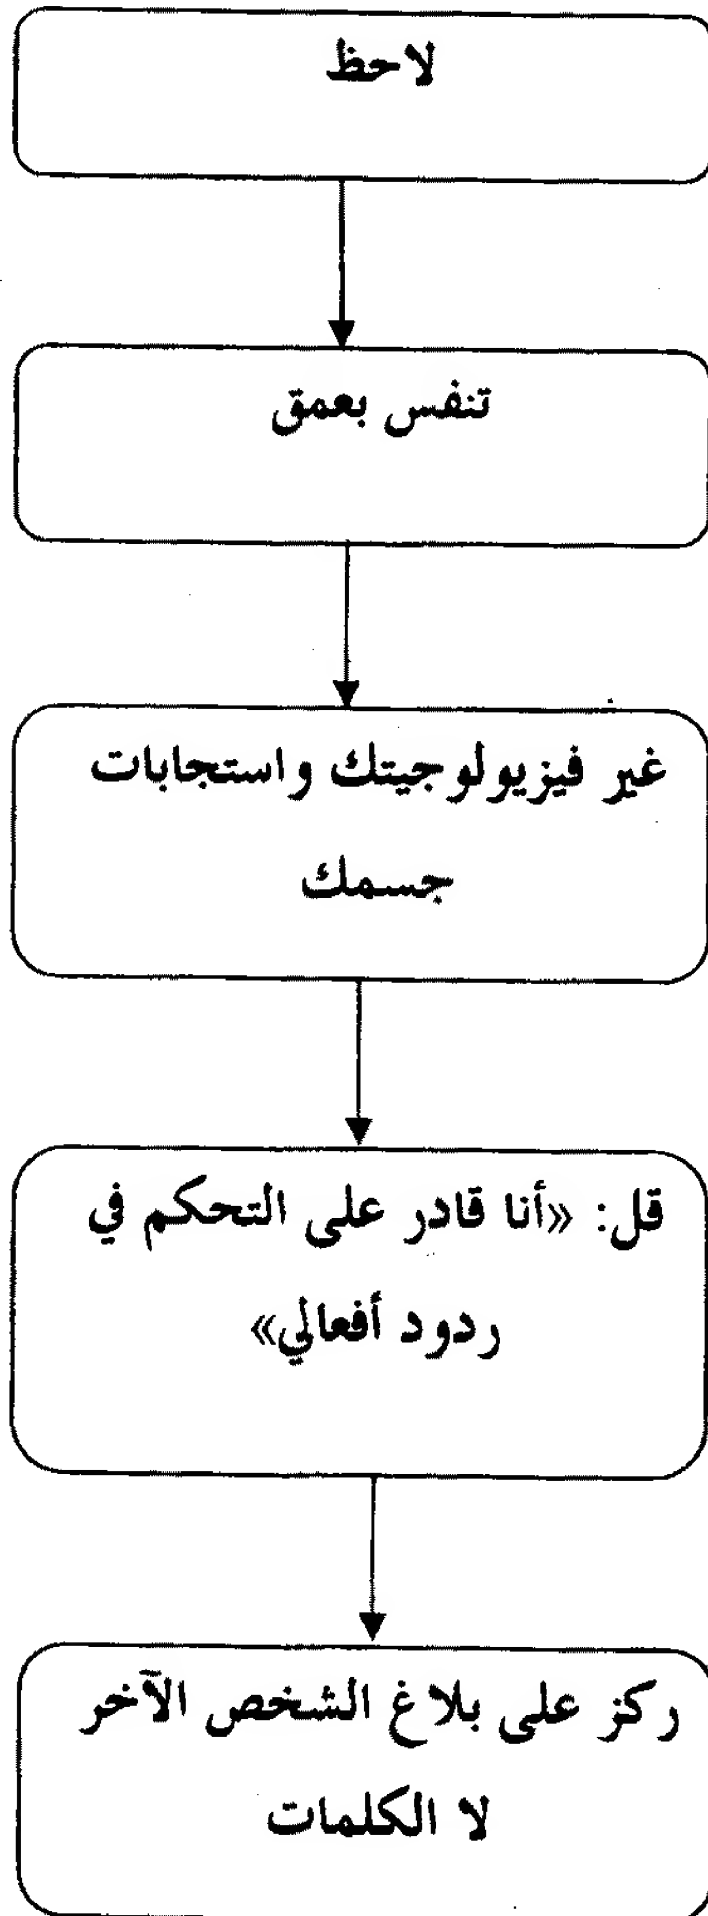 لاحظ
تنفس بعمق
غير فيزيولوجيتك واستجابات
جسمك
قل: «أنا قادر على التحكم في
ردود أفعالي»
ركز على بلاغ الشخص الآخر
لا الكلمات